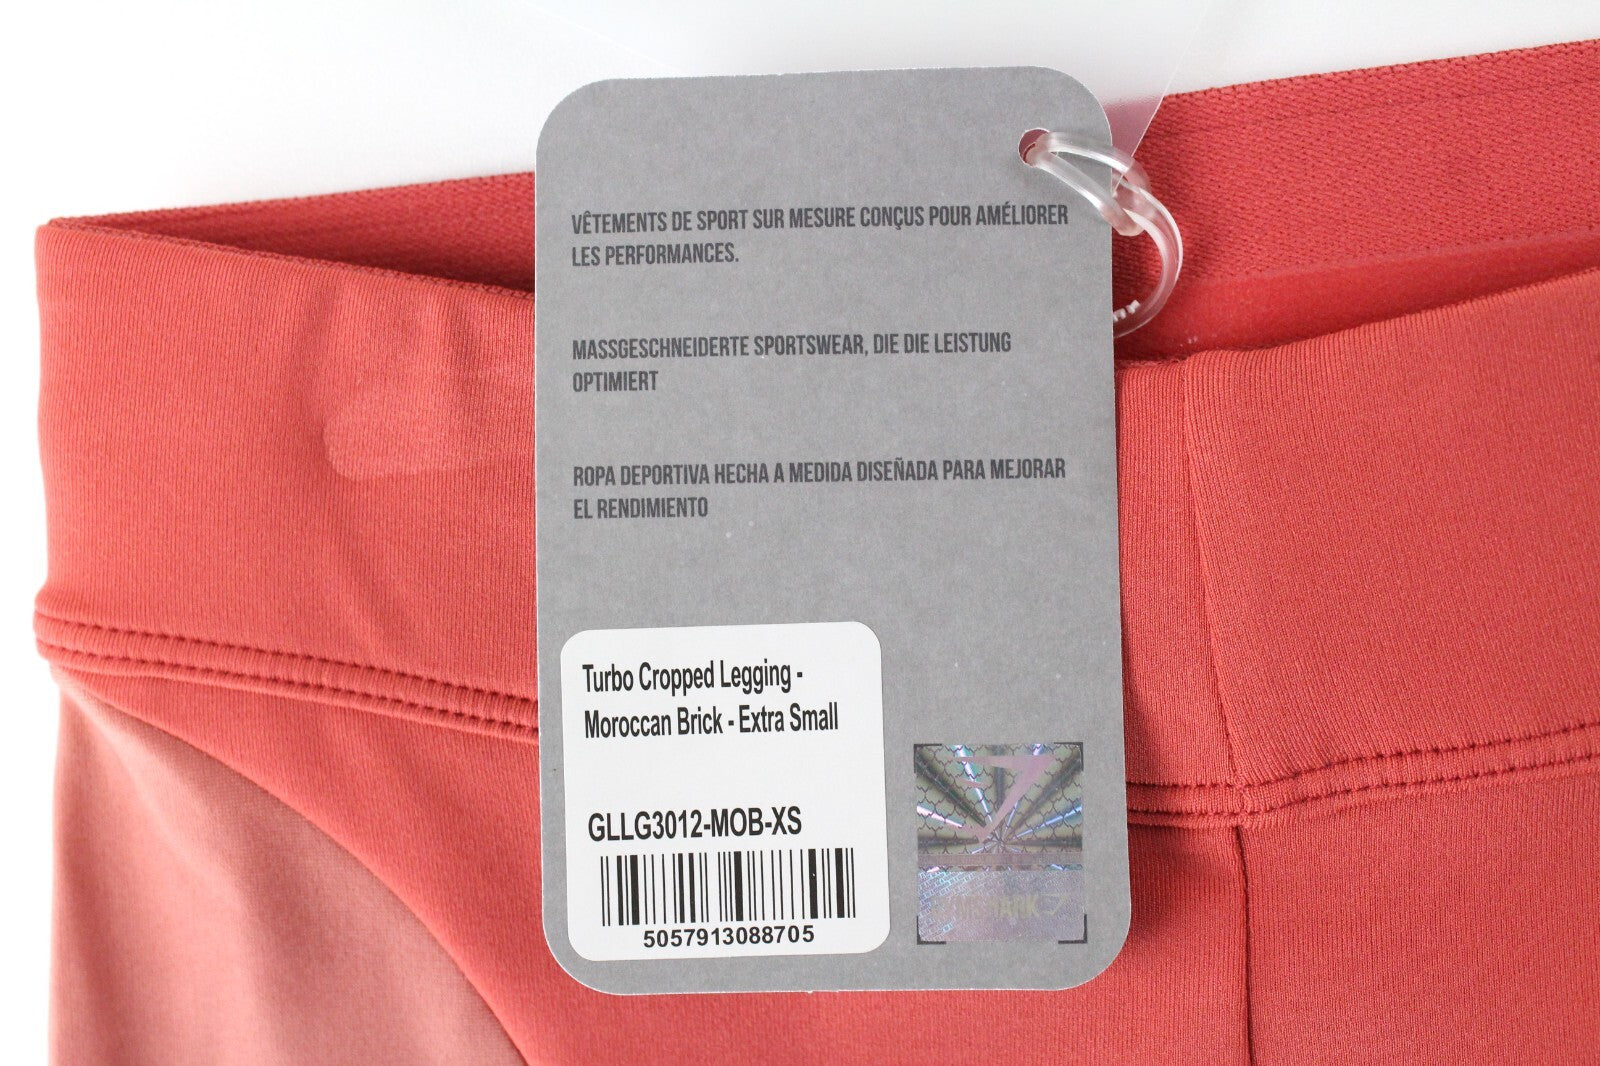 VÊTEMENTS DE SPORT SUR MESURE CONÇUS POUR AMÉLIORER
LES PERFORMANCES.
MASSGESCHNEIDERTE SPORTSWEAR, DIE DIE LEISTUNG
OPTIMIERT
ROPA DEPORTIVA HECHA A MEDIDA DISEÑADA PARA MEJORAR
EL RENDIMIENTO
Turbo Cropped Legging -
Moroccan Brick - Extra Small
GLLG3012-MOB-XS
5057913088705